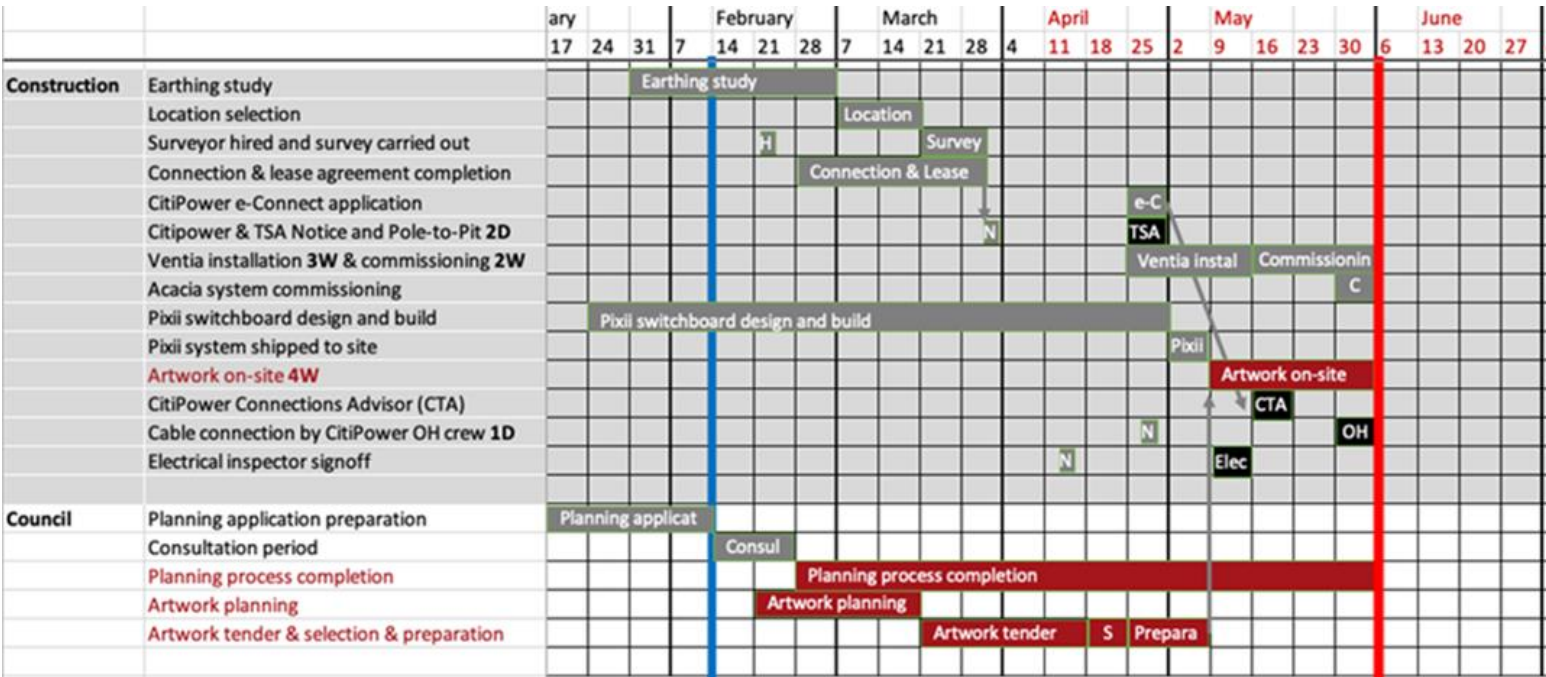 ary February March April May June
17 24 31 7 14 21 28 7 14 21 28 4 11 18 25 2 9 16 23 30 6 13 20 27
Construction Earthing study Earthing study
Location selection Location
Surveyor hired and survey carried out H Survey
Connection & lease agreement completion Connection & Lease
CitiPower e-Connect application e-C
Citipower & TSA Notice and Pole-to-Pit 2D N TSA
Ventia installation 3W & commissioning 2W Ventia instal Commissionin
Acacia system commissioning C
Pixii switchboard design and build Pixii switchboard design and build
Pixii system shipped to site Pixii
Artwork on-site 4W Artwork on-site
CitiPower Connections Advisor (CTA) CTA
Cable connection by CitiPower OH crew 1D N OH
Electrical inspector signoff N Elec
Council Planning application preparation Planning applicat
Consultation period Consul
Planning process completion Planning process completion
Artwork planning Artwork planning
Artwork tender & selection & preparation Artwork tender S Prepara